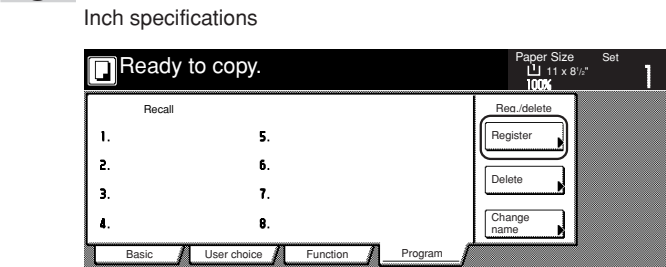 Inch specifications
Ready to copy.
Paper Size
Set
11 x 8½"
100%
1
Recall
Reg./delete
1.
5.
Register
2.
6.
Delete
3.
7.
4.
8.
Change
name
Basic
User choice
Function
Program